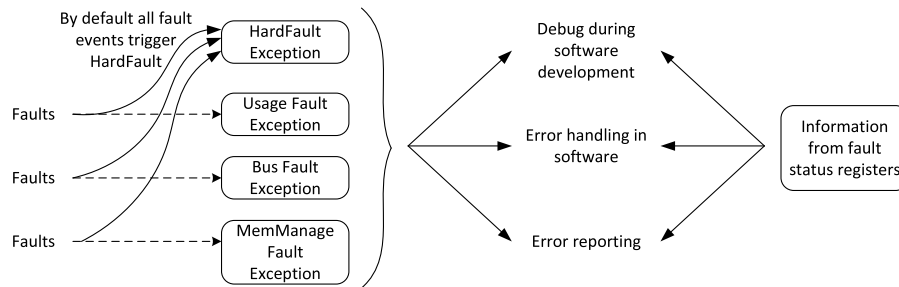 By default all fault
events trigger
HardFault
HardFault
Exception
Faults
Usage Fault
Exception
Faults
Bus Fault
Exception
Faults
MemManage
Fault
Exception
Debug during
software
development
Error handling in
software
Error reporting
Information
from fault
status registers